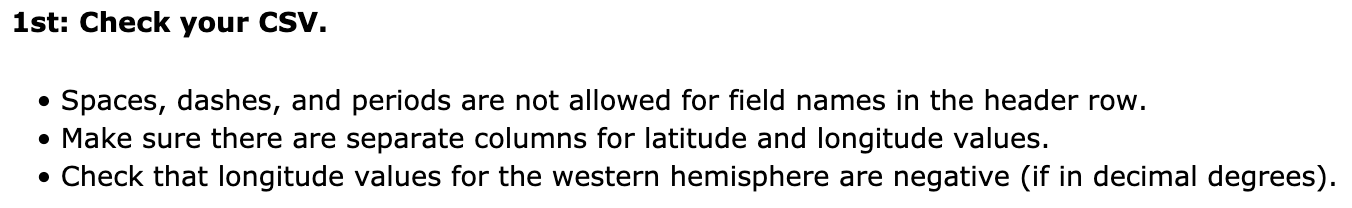 1st: Check your CSV.
• Spaces, dashes, and periods are not allowed for field names in the header row.
• Make sure there are separate columns for latitude and longitude values.
• Check that longitude values for the western hemisphere are negative (if in decimal degrees).